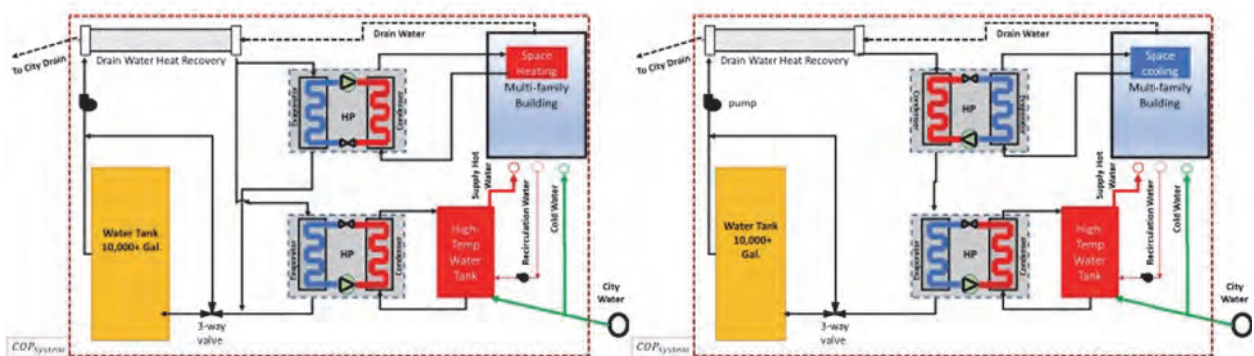 To City Drain
Drain Water Heat Recovery
Drain Water
Space
Heating
Multi-family
Building
Evaporator
HP
Condenser
Water Tank
10,000+ Gal.
3-way
valve
Evaporator
HP
Condenser
High-
Temp
Water
Tank
Supply Hot
Water
Recirculation Water
Cold Water
City
Water
COPSystem
To City Drain
Drain Water Heat Recovery
Drain Water
pump
Space
cooling
Multi-family
Building
Condenser
HP
Evaporator
Water Tank
10,000+
Gal.
3-way
valve
Evaporator
HP
Condenser
High-
Temp
Water
Tank
Supply Hot
Water
Recirculation Water
Cold Water
City
Water
COPSystem